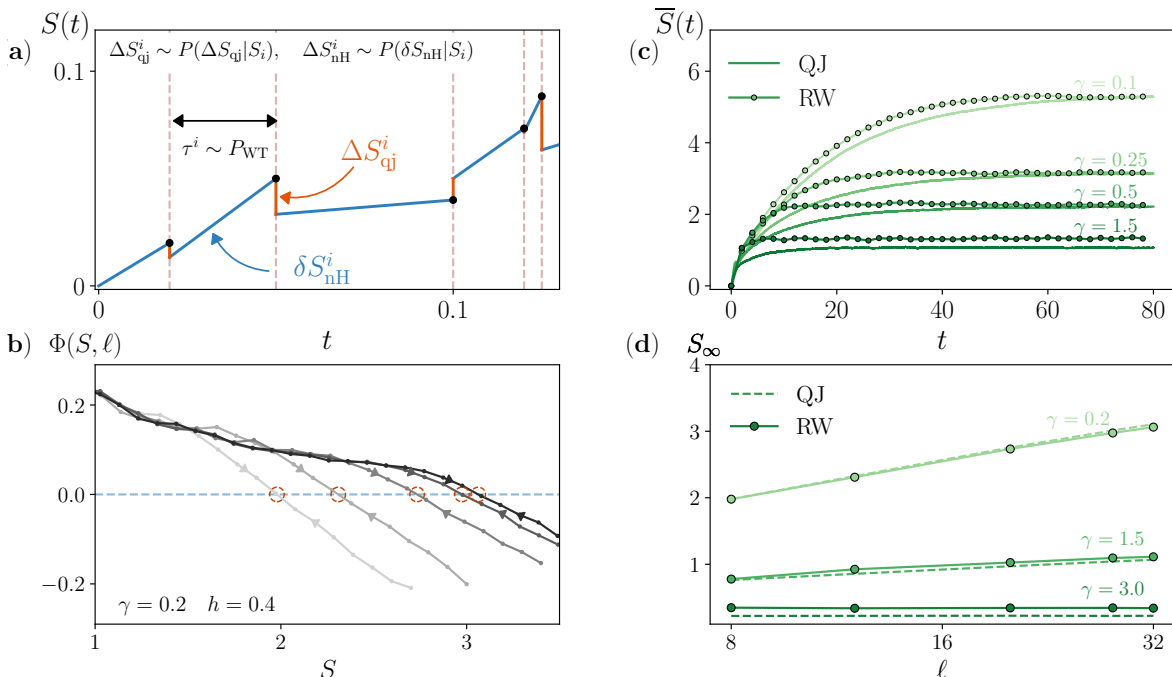 S(t)
a)
ΔS^i_qj ∼ P(ΔS_qj|S_i), ΔS^i_nH ∼ P(δS_nH|S_i)
0.1
τ^i ∼ P_WT
ΔS^i_qj
δS^i_nH
0
0 0.1
t
b) Φ(S, ℓ)
0.2
0.0
−0.2
γ = 0.2 h = 0.4
1 2 3
S
(c) S̅(t)
6
4
2
0
QJ
RW
γ = 0.1
γ = 0.25
γ = 0.5
γ = 1.5
0 20 40 60 80
t
(d) S_∞
4
3
2
1
QJ
RW
γ = 0.2
γ = 1.5
γ = 3.0
8 16 32
ℓ